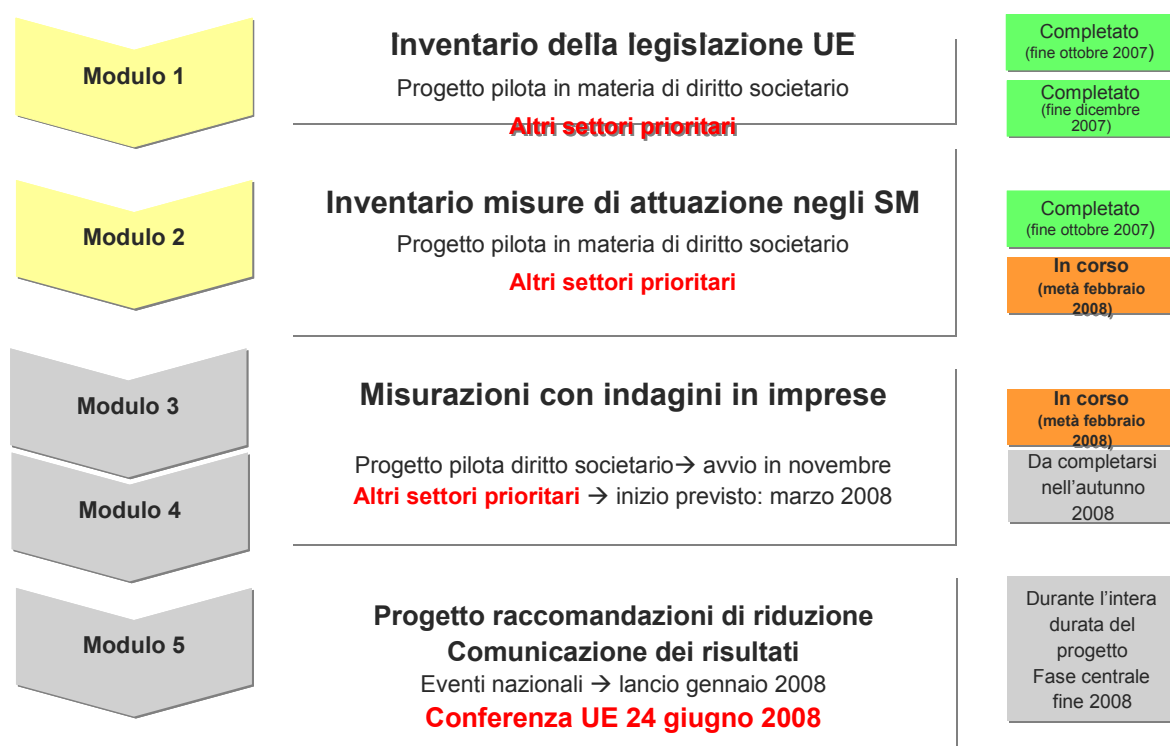 Modulo 1
Inventario della legislazione UE
Progetto pilota in materia di diritto societario
Altri settori prioritari
Completato
(fine ottobre 2007)
Completato
(fine dicembre
2007)
Modulo 2
Inventario misure di attuazione negli SM
Progetto pilota in materia di diritto societario
Altri settori prioritari
Completato
(fine ottobre 2007)
In corso
(metà febbraio
2008)
Modulo 3
Modulo 4
Misurazioni con indagini in imprese
Progetto pilota diritto societario→ avvio in novembre
Altri settori prioritari → inizio previsto: marzo 2008
In corso
(metà febbraio
2008)
Da completarsi
nell'autunno
2008
Modulo 5
Progetto raccomandazioni di riduzione
Comunicazione dei risultati
Eventi nazionali → lancio gennaio 2008
Conferenza UE 24 giugno 2008
Durante l'intera
durata del
progetto
Fase centrale
fine 2008